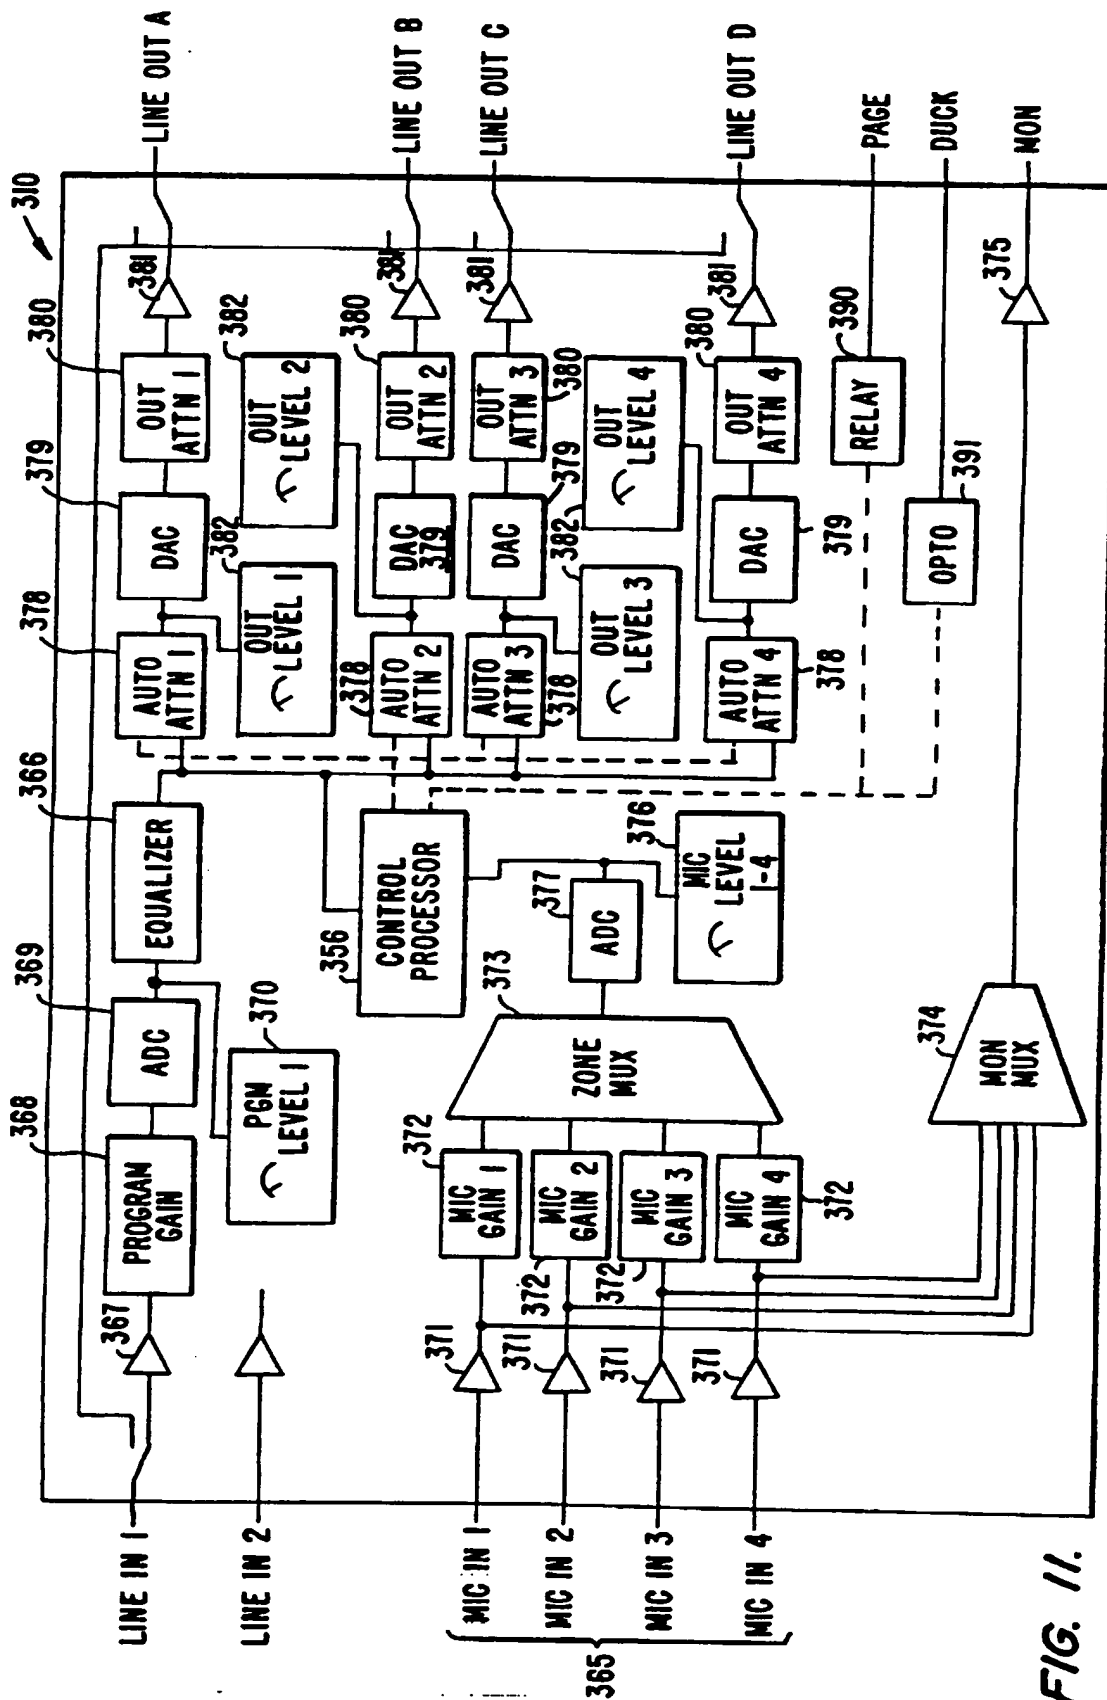 310
LINE IN 1
367
368
PROGRAM
GAIN
369
ADC
366
EQUALIZER
378
AUTO
ATTN 1
379
DAC
380
OUT
ATTN 1
381
LINE OUT A
LINE IN 2
370
PGM
LEVEL 1
382
OUT
LEVEL 1
382
OUT
LEVEL 2
356
CONTROL
PROCESSOR
378
AUTO
ATTN 2
DAC
379
380
OUT
ATTN 2
381
LINE OUT B
AUTO
ATTN 3
378
DAC
379
OUT
ATTN 3
380
381
LINE OUT C
382
OUT
LEVEL 3
382
OUT
LEVEL 4
AUTO
ATTN 4
378
DAC
379
380
OUT
ATTN 4
381
LINE OUT D
365
MIC IN 1
371
372
MIC
GAIN 1
MIC IN 2
371
372
MIC
GAIN 2
MIC IN 3
371
372
MIC
GAIN 3
MIC IN 4
371
MIC
GAIN 4
372
373
ZONE
MUX
377
ADC
376
MIC
LEVEL
1-4
390
RELAY
PAGE
391
OPTO
DUCK
374
MON
MUX
375
MON
FIG. 11.